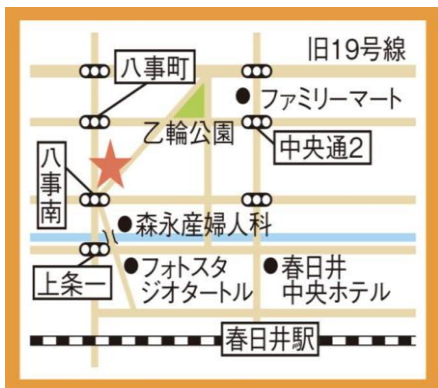 旧19号線
八事町
ファミリーマート
乙輪公園
中央通2
八事南
森永産婦人科
上条一
フォトスタ
ジオタートル
春日井
中央ホテル
春日井駅